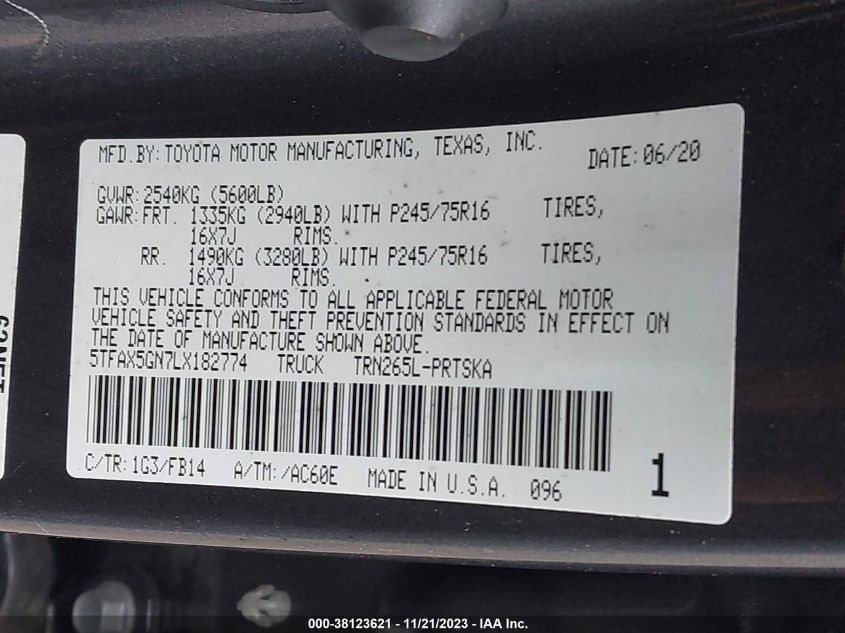 MFD.BY:TOYOTA MOTOR MANUFACTURING, TEXAS, INC. DATE:06/20
GVWR:2540KG (5600LB)
GAWR:FRT. 1335KG (2940LB) WITH P245/75R16 TIRES,
16X7J RIMS.
RR. 1490KG (3280LB) WITH P245/75R16 TIRES,
16X7J RIMS.
THIS VEHICLE CONFORMS TO ALL APPLICABLE FEDERAL MOTOR
VEHICLE SAFETY AND THEFT PREVENTION STANDARDS IN EFFECT ON
THE DATE OF MANUFACTURE SHOWN ABOVE.
5TFAX5GN7LX182774 TRUCK TRN265L-PRTSKA
C/TR:1G3/FB14 A/TM:/AC60E MADE IN U.S.A. 096 1
000-38123621 - 11/21/2023 - IAA Inc.